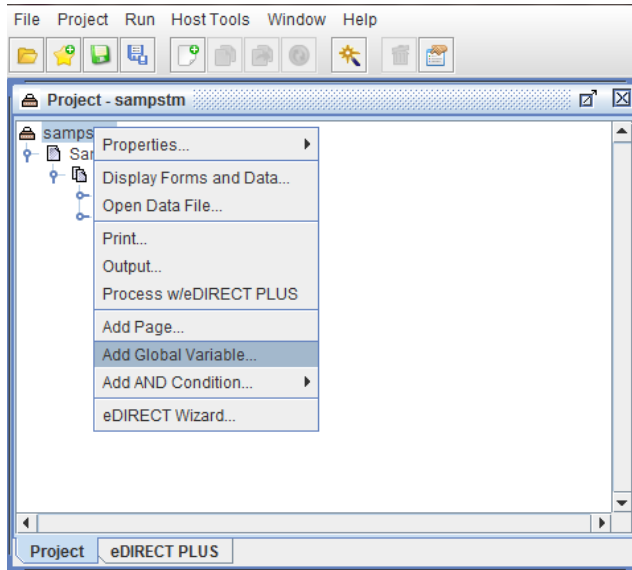 File Project Run Host Tools Window Help
Project - sampstm
samps
Sar
Properties...
Display Forms and Data...
Open Data File...
Print...
Output...
Process w/eDIRECT PLUS
Add Page...
Add Global Variable...
Add AND Condition...
eDIRECT Wizard...
Project eDIRECT PLUS